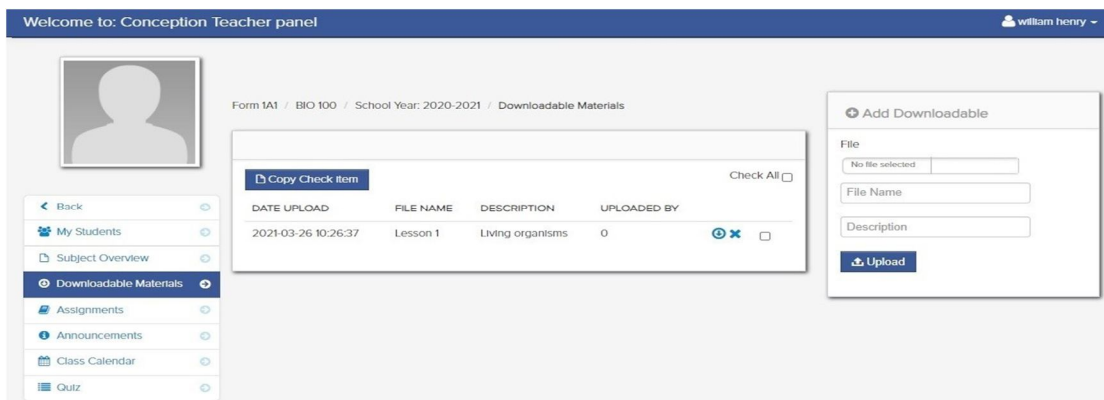 Welcome to: Conception Teacher panel
william henry
Form 1A1 / BIO 100 / School Year: 2020-2021 / Downloadable Materials
Copy Check item
Check All
DATE UPLOAD FILE NAME DESCRIPTION UPLOADED BY
2021-03-26 10:26:37 Lesson 1 Living organisms 0
Back
My Students
Subject Overview
Downloadable Materials
Assignments
Announcements
Class Calendar
Quiz
Add Downloadable
File
No file selected
File Name
Description
Upload